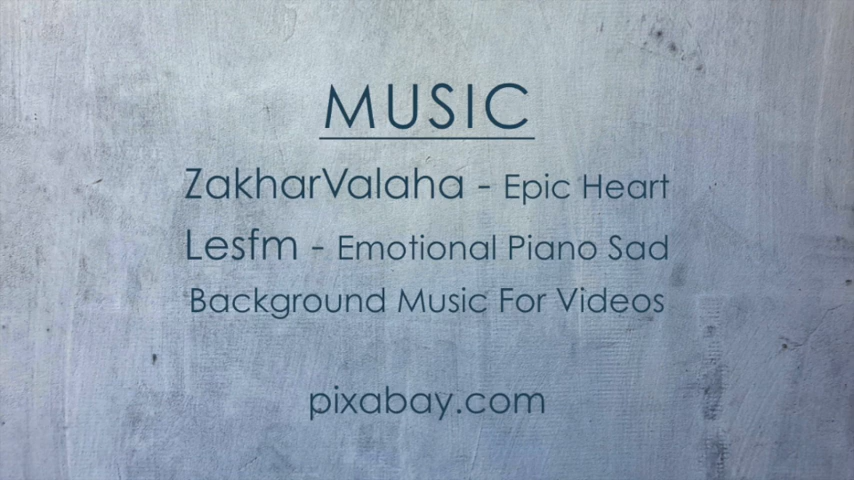 MUSIC
ZakharValaha - Epic Heart
Lesfm - Emotional Piano Sad
Background Music For Videos
pixabay.com